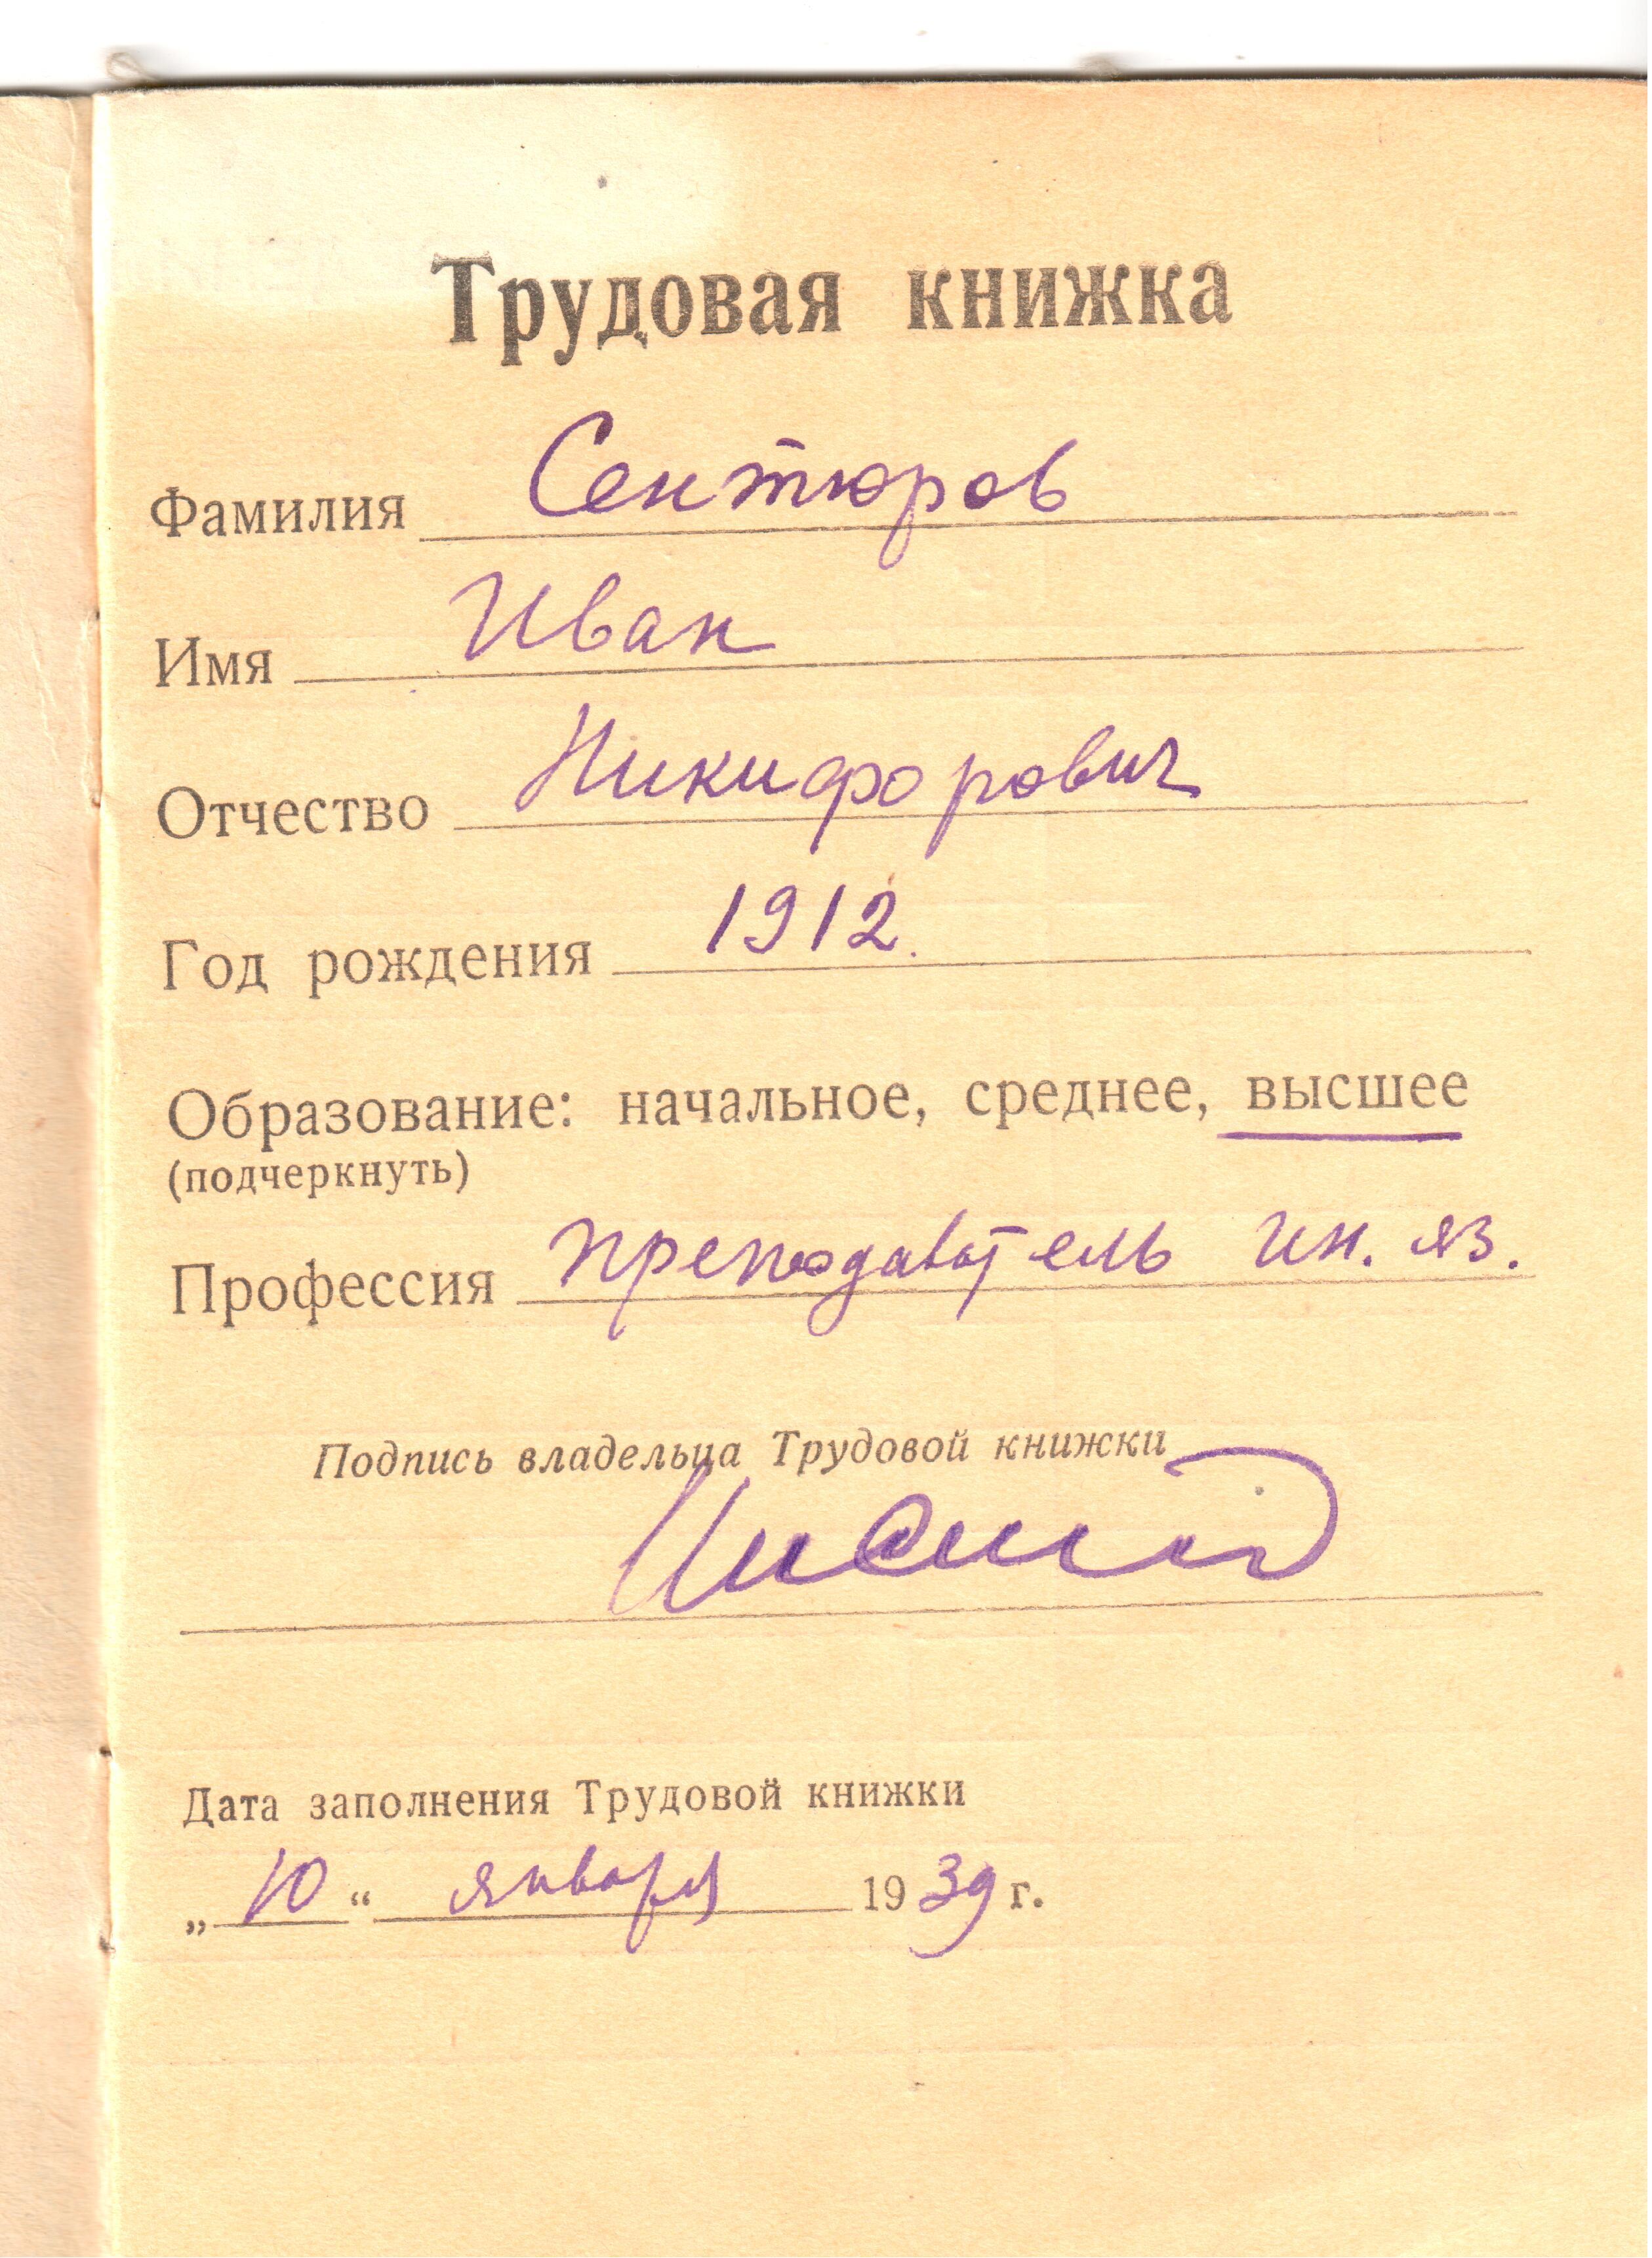 Трудовая книжка
Фамилия Сентюров
Имя Иван
Отчество Никифорович
Год рождения 1912.
Образование: начальное, среднее, высшее
(подчеркнуть)
Профессия преподаватель ин. яз.
Подпись владельца Трудовой книжки
Дата заполнения Трудовой книжки
„10“ января 1939 г.